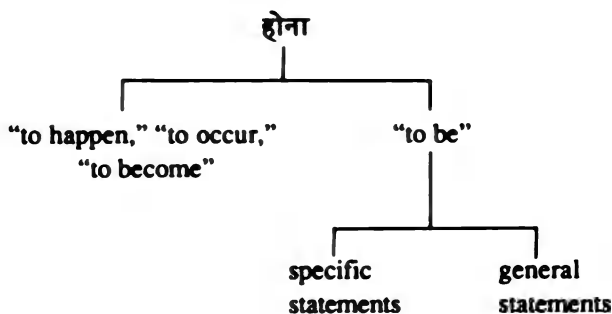 होना
“to happen,” “to occur,” “to be”
“to become”
specific general
statements statements